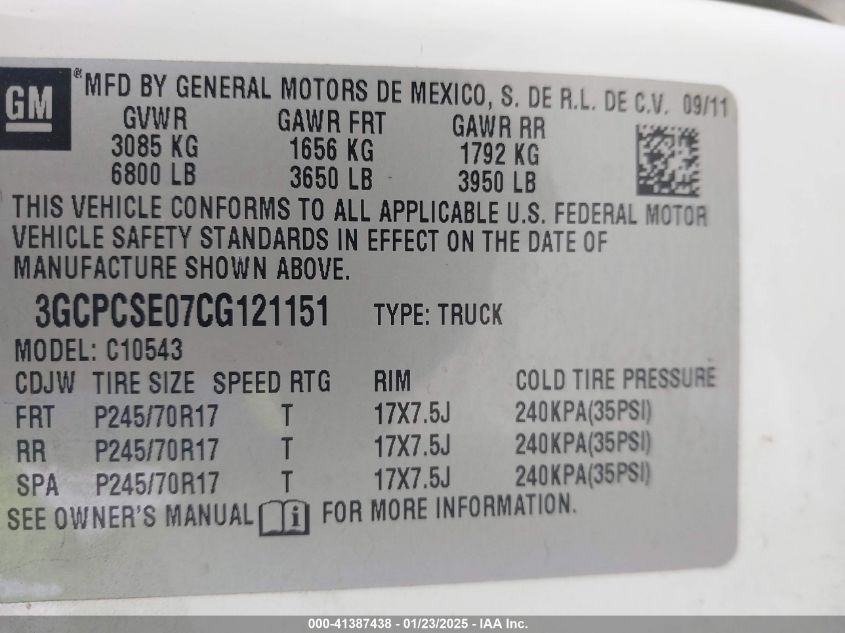 GM
® MFD BY GENERAL MOTORS DE MEXICO, S. DE R.L. DE C.V. 09/11
GVWR GAWR FRT GAWR RR
3085 KG 1656 KG 1792 KG
6800 LB 3650 LB 3950 LB
THIS VEHICLE CONFORMS TO ALL APPLICABLE U.S. FEDERAL MOTOR
VEHICLE SAFETY STANDARDS IN EFFECT ON THE DATE OF
MANUFACTURE SHOWN ABOVE.
3GCPCSE07CG121151 TYPE: TRUCK
MODEL: C10543
CDJW TIRE SIZE SPEED RTG RIM COLD TIRE PRESSURE
FRT P245/70R17 T 17X7.5J 240KPA(35PSI)
RR P245/70R17 T 17X7.5J 240KPA(35PSI)
SPA P245/70R17 T 17X7.5J 240KPA(35PSI)
SEE OWNER'S MANUAL i FOR MORE INFORMATION.
000-41387438 - 01/23/2025 - IAA Inc.